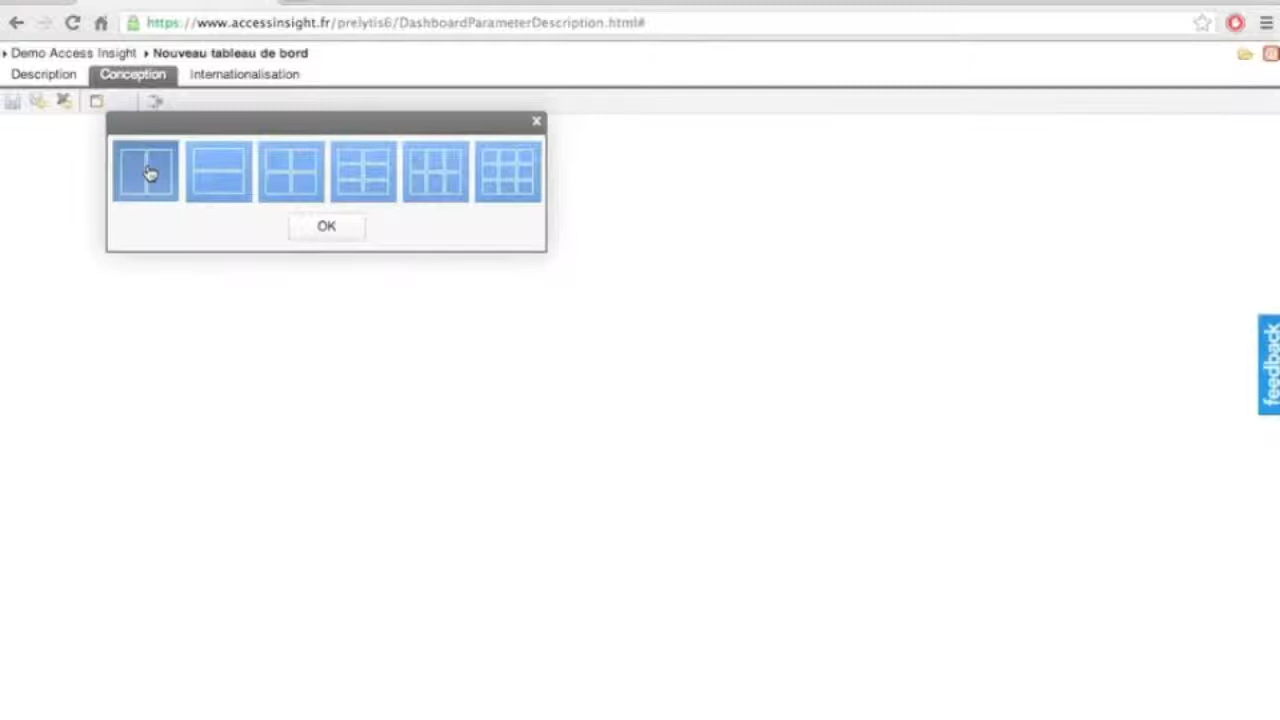 https://www.accessinsight.fr/prelytis6/DashboardParameterDescription.html#
Demo Access Insight Nouveau tableau de bord
Description Conception Internationalisation
x
OK
feedback